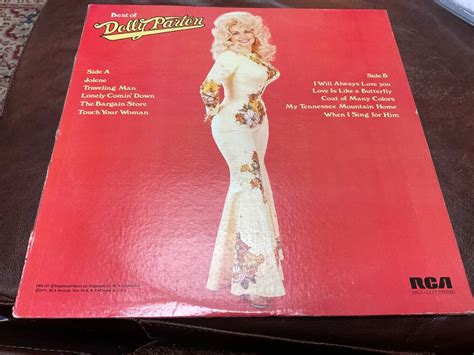 Best of
Dolly Parton
Side A
Jolene
Traveling Man
Lonely Comin' Down
The Bargain Store
Touch Your Woman
Side B
I Will Always Love you
Love Is Like a Butterfly
Coat of Many Colors
My Tennessee Mountain Home
When I Sing for Him
RCA